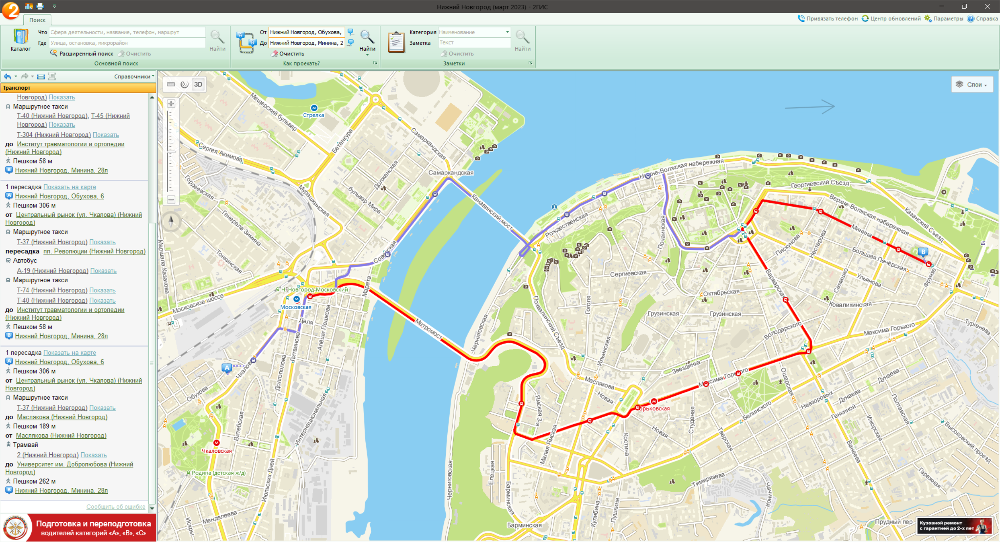 Нижний Новгород (март 2023) - 2ГИС
Поиск
Привязать телефон
Центр обновлений
Параметры
Справка
Каталог
Что
Сфера деятельности, название, телефон, маршрут
Где
Улица, остановка, микрорайон
Расширенный поиск
Очистить
Найти
Основной поиск
От
Нижний Новгород, Обухова,
До
Нижний Новгород, Минина, 2
Очистить
Найти
Как проехать?
Категория
Наименование
Заметка
Текст
Очистить
Найти
Заметки
Справочники
Транспорт
Новгород) Показать
Маршрутное такси
Т-40 (Нижний Новгород), Т-45 (Нижний
Новгород) Показать
Т-304 (Нижний Новгород) Показать
до Институт травматологии и ортопедии
(Нижний Новгород)
Пешком 58 м
В Нижний Новгород, Минина, 28л
1 пересадка Показать на карте
А Нижний Новгород, Обухова, 6
Пешком 306 м
от Центральный рынок (ул. Чкалова) (Нижний
Новгород)
Маршрутное такси
Т-37 (Нижний Новгород) Показать
пересадка пл. Революции (Нижний Новгород)
Автобус
А-19 (Нижний Новгород) Показать
Маршрутное такси
Т-74 (Нижний Новгород) Показать
Т-40 (Нижний Новгород) Показать
до Институт травматологии и ортопедии
(Нижний Новгород)
Пешком 58 м
В Нижний Новгород, Минина, 28л
1 пересадка Показать на карте
А Нижний Новгород, Обухова, 6
Пешком 306 м
от Центральный рынок (ул. Чкалова) (Нижний
Новгород)
Маршрутное такси
Т-37 (Нижний Новгород) Показать
до Маслякова (Нижний Новгород)
Пешком 189 м
от Маслякова (Нижний Новгород)
Трамвай
2 (Нижний Новгород) Показать
до Университет им. Добролюбова (Нижний
Новгород)
Пешком 262 м
В Нижний Новгород, Минина, 28л
Сообщить об ошибке
Подготовка и переподготовка
водителей категорий «А», «В», «С»
3D
Слои
Мещерский бульвар
Стрелка
Бетанкура
Самаркандская
Сергея Акимова
Самаркандская
Должанская
бульвар Мира
Гордеевская
Мурашкинская
Генерала Зимина
Тонкинская
Маршала Казакова
Канавинский мост
Советская
Рождественская
Нижне-Волжская набережная
Почаинская
Георгиевский Съезд
Верхне-Волжская набережная
Казанский Съезд
Минина
Пискунова
Нестерова
Большая Печёрская
В
Фрунзе
Ульянова
Семашко
Ковалихинская
Варварская
Октябрьская
Сергиевская
Грузинская
Грузинская
Гоголя
Володарского
Максима Горького
Тургенева
Московское шоссе
Н-Новгород-Московский
Московская
Марата
Даля
Литвинова
Алеши Пешкова
Метромост
Черниговская
Похвалинский Съезд
Ильинская
Звездинка
Маслякова
Максима Горького
А
Чкалова
Обухова
Долгополова
Интернациональная
Витебская
Чкаловская
Родина (детская ж/д)
Июльских Дней
Менделеева
Искры
Ямская 3-я
Малая Ямская
Новая
Горьковская
Новая
Студёная
Костина
Белинского
Ошарская
Невзоровых
Дунаева
Дунаева
Генкиной
Полтавская
Ижорская
Высоковский проезд
Тверская
Ванеева
Гаражная
Тимирязева
Чачиной
Елецкая
Черниговская
Барминская
Барминская
Кулибина
Пушкина
Прудный пер
Кузовной ремонт
с гарантией до 2-х лет